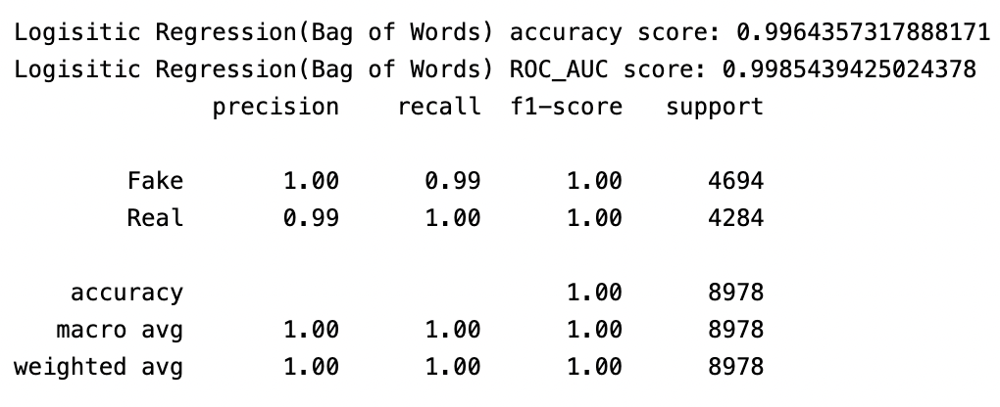 Logisitic Regression(Bag of Words) accuracy score: 0.9964357317888171
Logisitic Regression(Bag of Words) ROC_AUC score: 0.9985439425024378
precision recall f1-score support
Fake 1.00 0.99 1.00 4694
Real 0.99 1.00 1.00 4284
accuracy 1.00 8978
macro avg 1.00 1.00 1.00 8978
weighted avg 1.00 1.00 1.00 8978